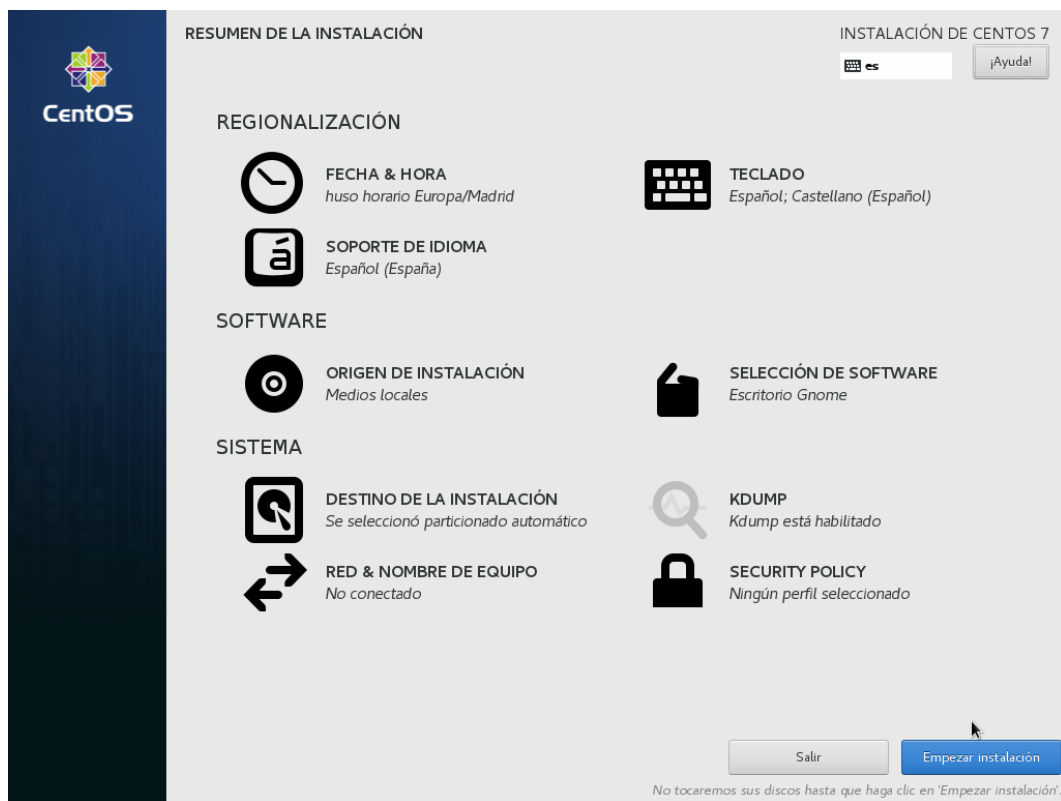 RESUMEN DE LA INSTALACIÓN
INSTALACIÓN DE CENTOS 7
es
¡Ayuda!
CentOS
REGIONALIZACIÓN
FECHA & HORA
huso horario Europa/Madrid
TECLADO
Español; Castellano (Español)
á
SOPORTE DE IDIOMA
Español (España)
SOFTWARE
ORIGEN DE INSTALACIÓN
Medios locales
SELECCIÓN DE SOFTWARE
Escritorio Gnome
SISTEMA
DESTINO DE LA INSTALACIÓN
Se seleccionó particionado automático
KDUMP
Kdump está habilitado
RED & NOMBRE DE EQUIPO
No conectado
SECURITY POLICY
Ningún perfil seleccionado
Salir
Empezar instalación
No tocaremos sus discos hasta que haga clic en 'Empezar instalación'